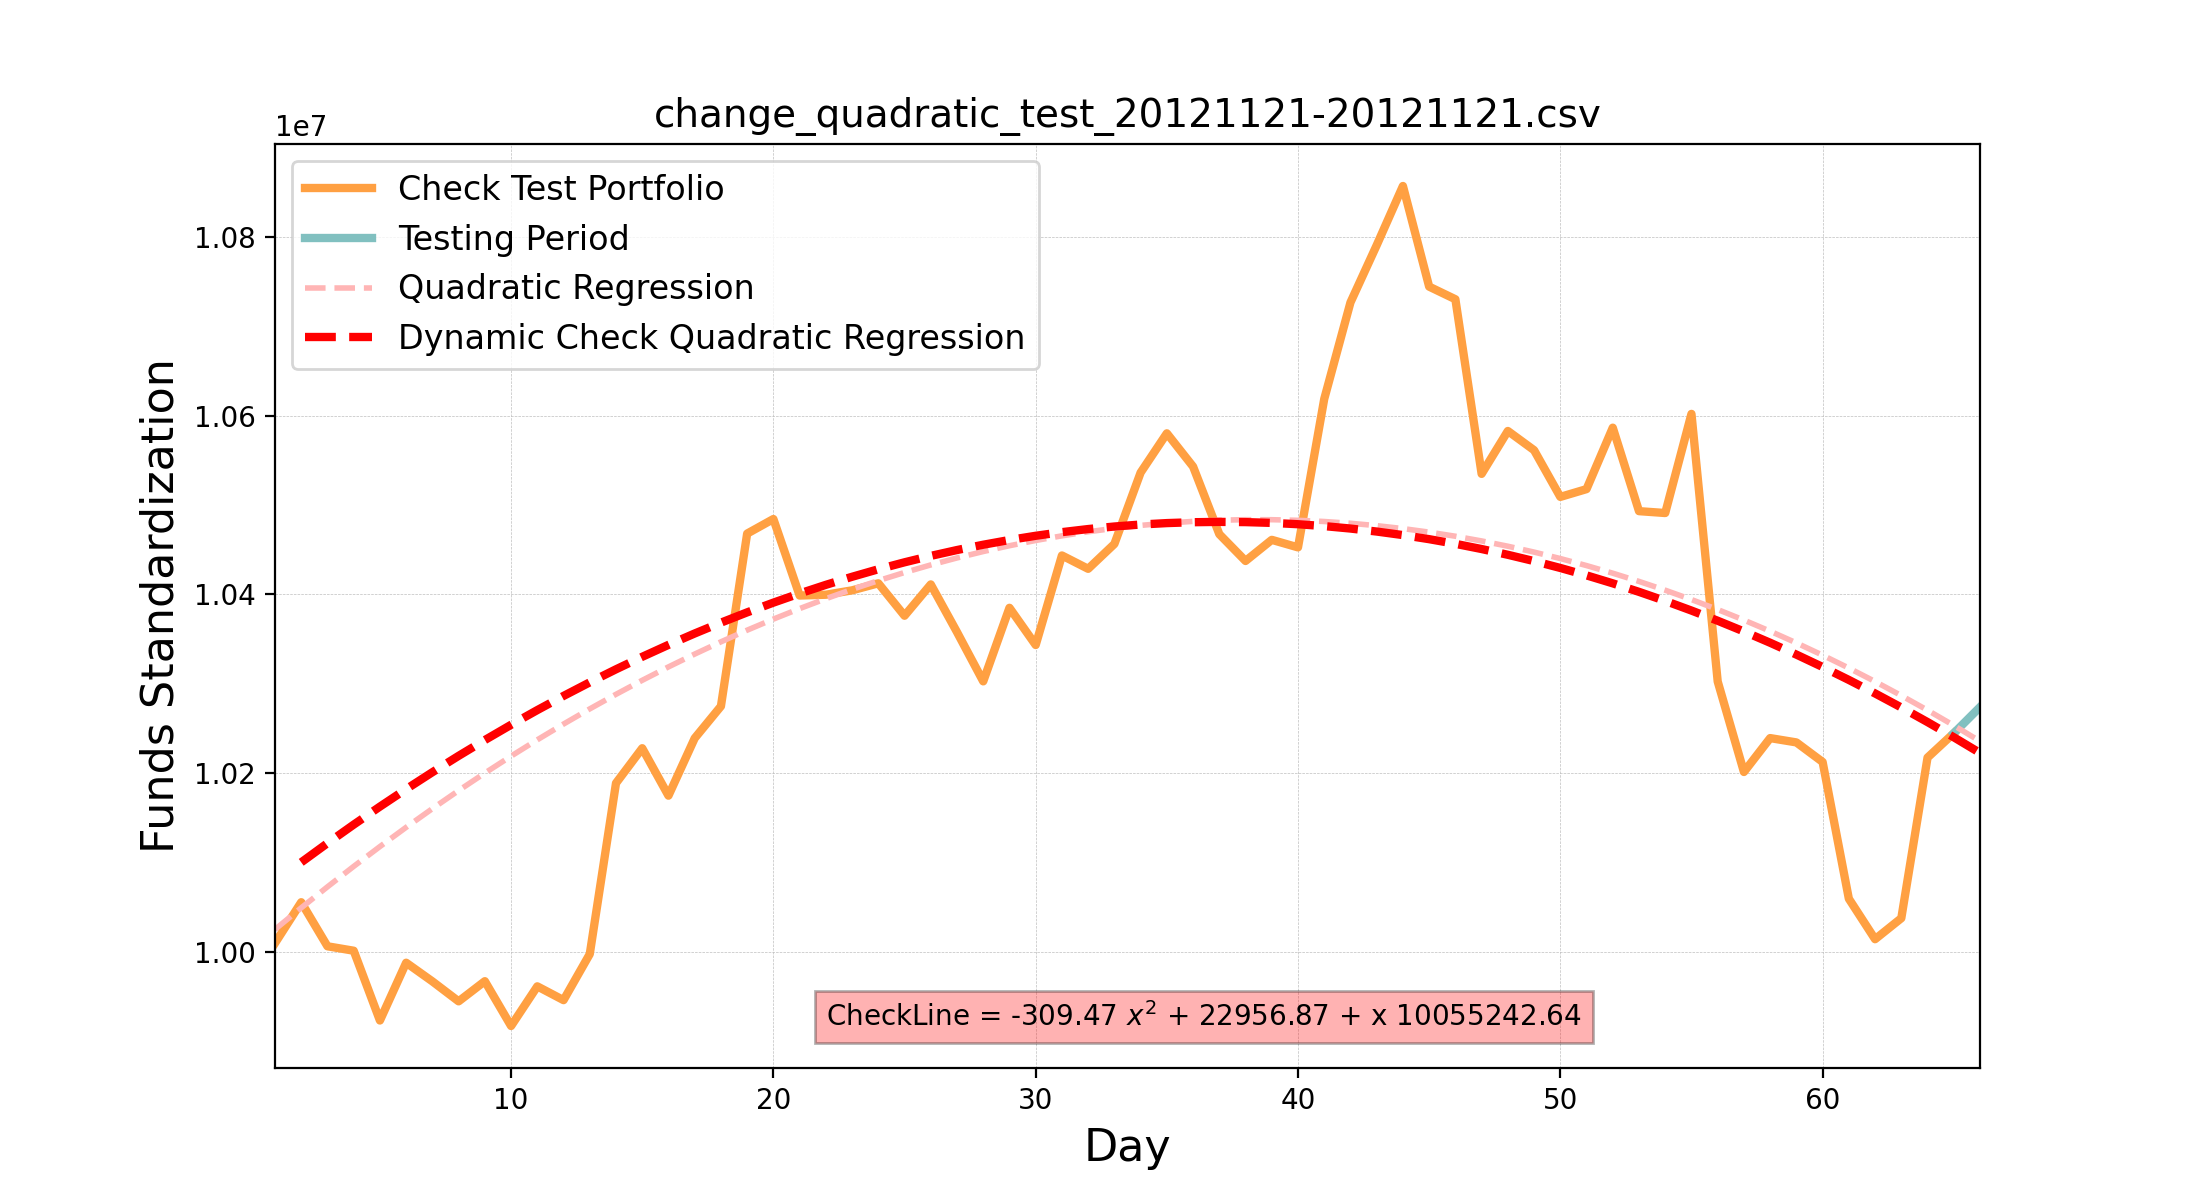 change_quadratic_test_20121121-20121121.csv
1e7
Check Test Portfolio
Testing Period
Quadratic Regression
Dynamic Check Quadratic Regression
1.08
1.06
1.04
1.02
1.00
Funds Standardization
CheckLine = -309.47 x² + 22956.87 + x 10055242.64
10 20 30 40 50 60
Day